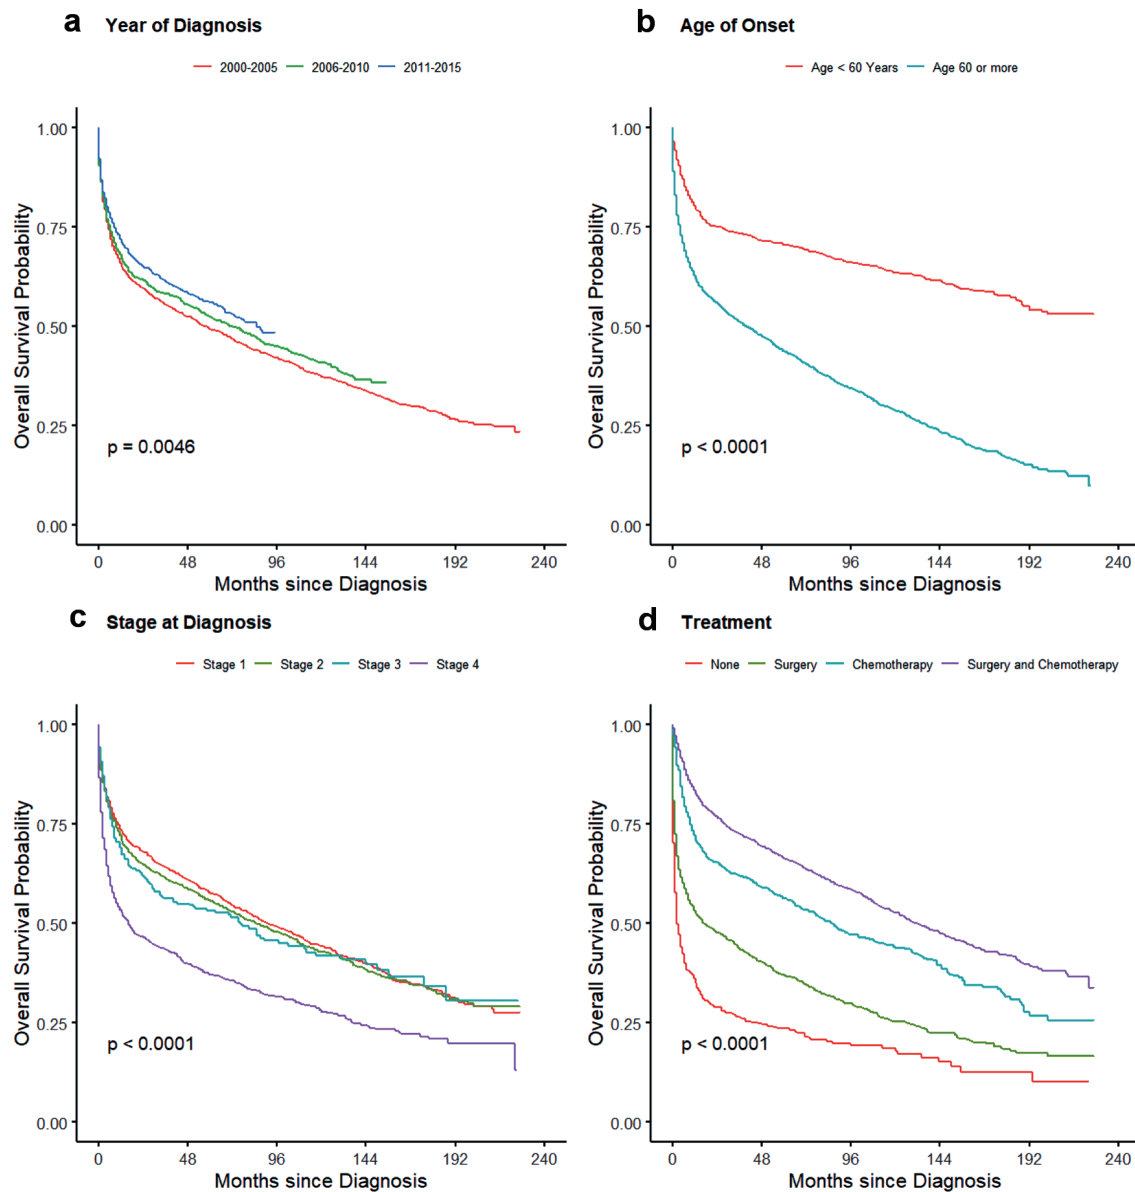 a Year of Diagnosis
2000-2005 2006-2010 2011-2015
Overall Survival Probability
1.00
0.75
0.50
0.25
0.00
p = 0.0046
0 48 96 144 192 240
Months since Diagnosis
b Age of Onset
Age < 60 Years Age 60 or more
Overall Survival Probability
1.00
0.75
0.50
0.25
0.00
p < 0.0001
0 48 96 144 192 240
Months since Diagnosis
c Stage at Diagnosis
Stage 1 Stage 2 Stage 3 Stage 4
Overall Survival Probability
1.00
0.75
0.50
0.25
0.00
p < 0.0001
0 48 96 144 192 240
Months since Diagnosis
d Treatment
None Surgery Chemotherapy Surgery and Chemotherapy
Overall Survival Probability
1.00
0.75
0.50
0.25
0.00
p < 0.0001
0 48 96 144 192 240
Months since Diagnosis